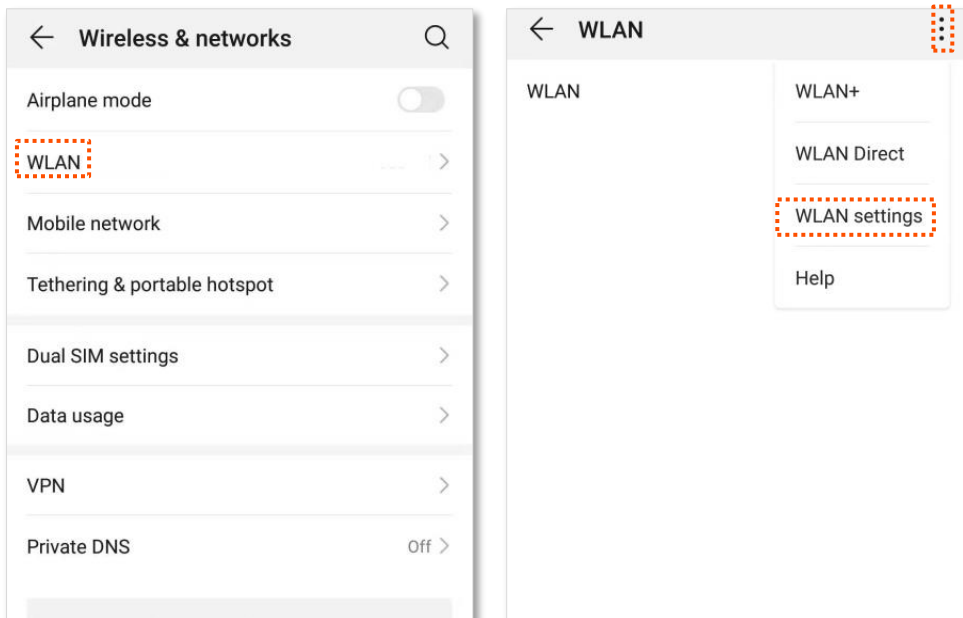 Wireless & networks
Airplane mode
WLAN
Mobile network
Tethering & portable hotspot
Dual SIM settings
Data usage
VPN
Private DNS Off
WLAN
WLAN
WLAN+
WLAN Direct
WLAN settings
Help